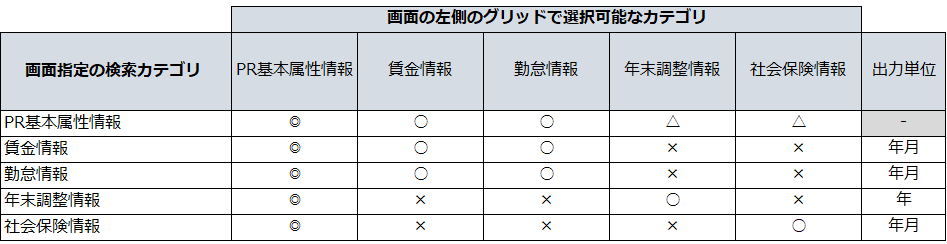 画面の左側のグリッドで選択可能なカテゴリ
画面指定の検索カテゴリ PR基本属性情報 賃金情報 勤怠情報 年末調整情報 社会保険情報 出力単位
PR基本属性情報 ◎ ○ ○ △ △ -
賃金情報 ◎ ○ ○ × × 年月
勤怠情報 ◎ ○ ○ × × 年月
年末調整情報 ◎ × × ○ × 年
社会保険情報 ◎ × × × ○ 年月